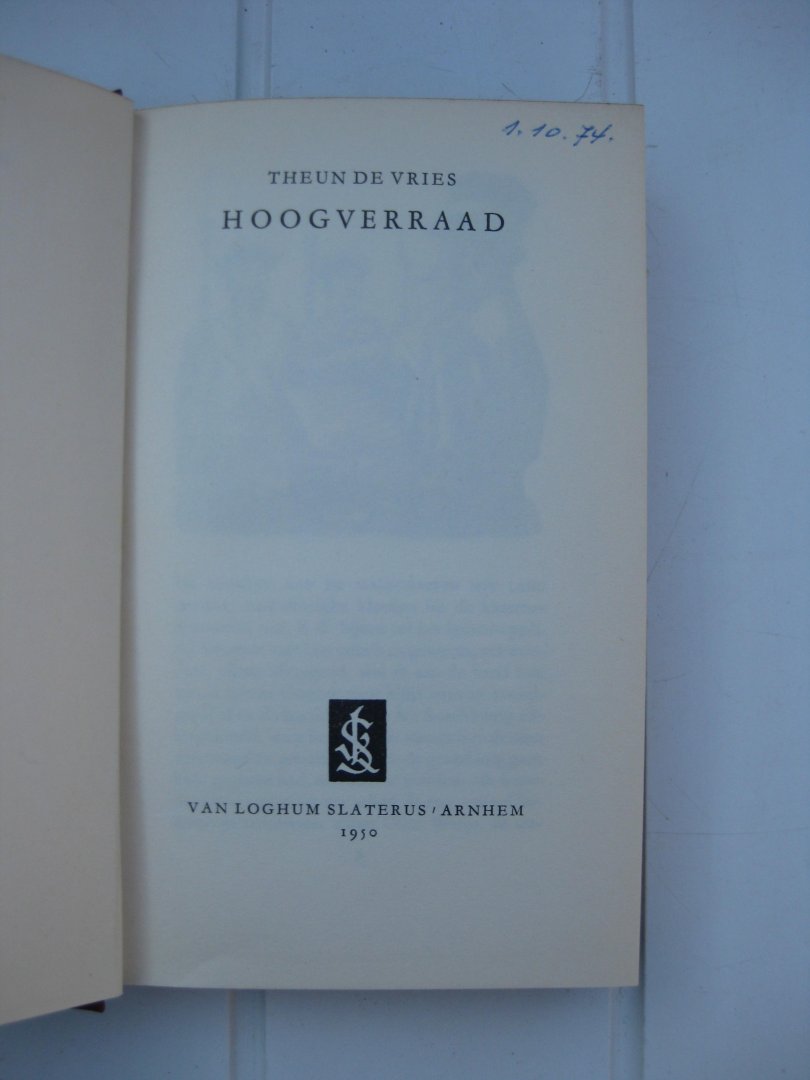 1.10.74.
THEUN DE VRIES
HOOGVERRAAD
VAN LOGHUM SLATERUS / ARNHEM
1950